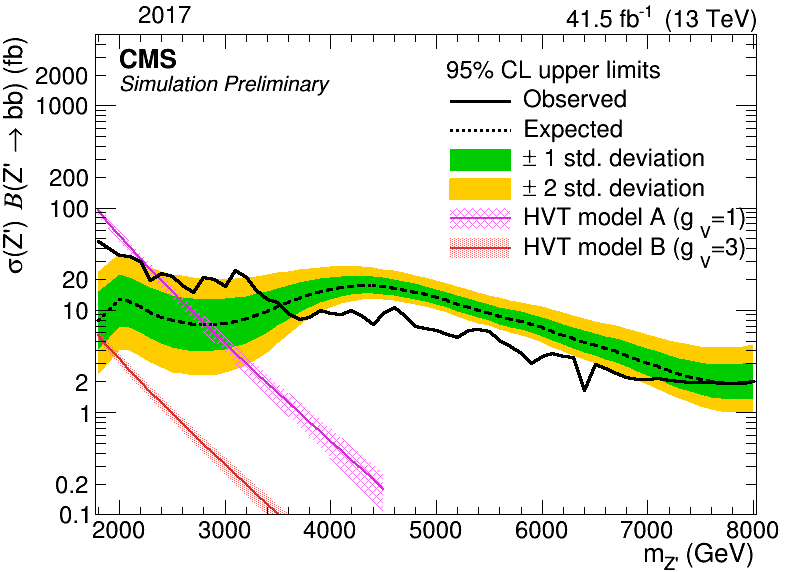 2017
41.5 fb⁻¹ (13 TeV)
CMS
Simulation Preliminary
95% CL upper limits
Observed
Expected
± 1 std. deviation
± 2 std. deviation
HVT model A (g_v=1)
HVT model B (g_v=3)
σ(Z') B(Z' → bb) (fb)
2000
1000
200
100
20
10
2
1
0.2
0.1
2000 3000 4000 5000 6000 7000 8000
m_Z' (GeV)